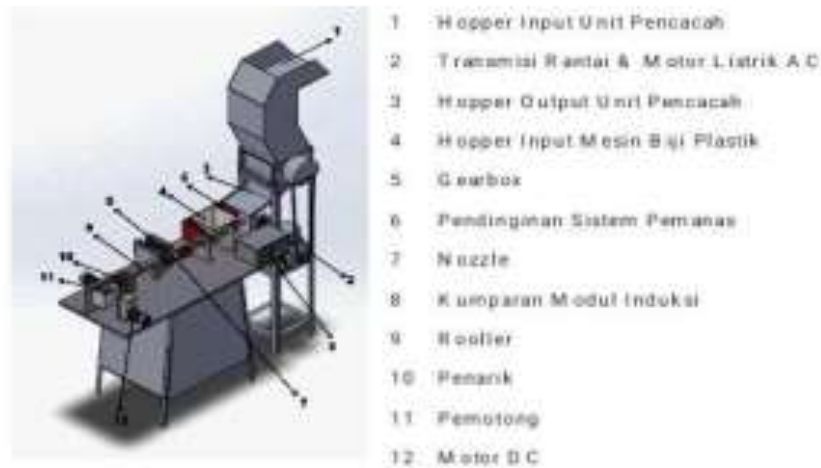 1 Hopper Input Unit Pencacah
2 Transmisi Rantai & Motor Listrik AC
3 Hopper Output Unit Pencacah
4 Hopper Input Mesin Biji Plastik
5 Gearbox
6 Pendinginan Sistem Pemanas
7 Nozzle
8 Kumparan Modul Induksi
9 Rooller
10 Penarik
11 Pemotong
12 Motor DC